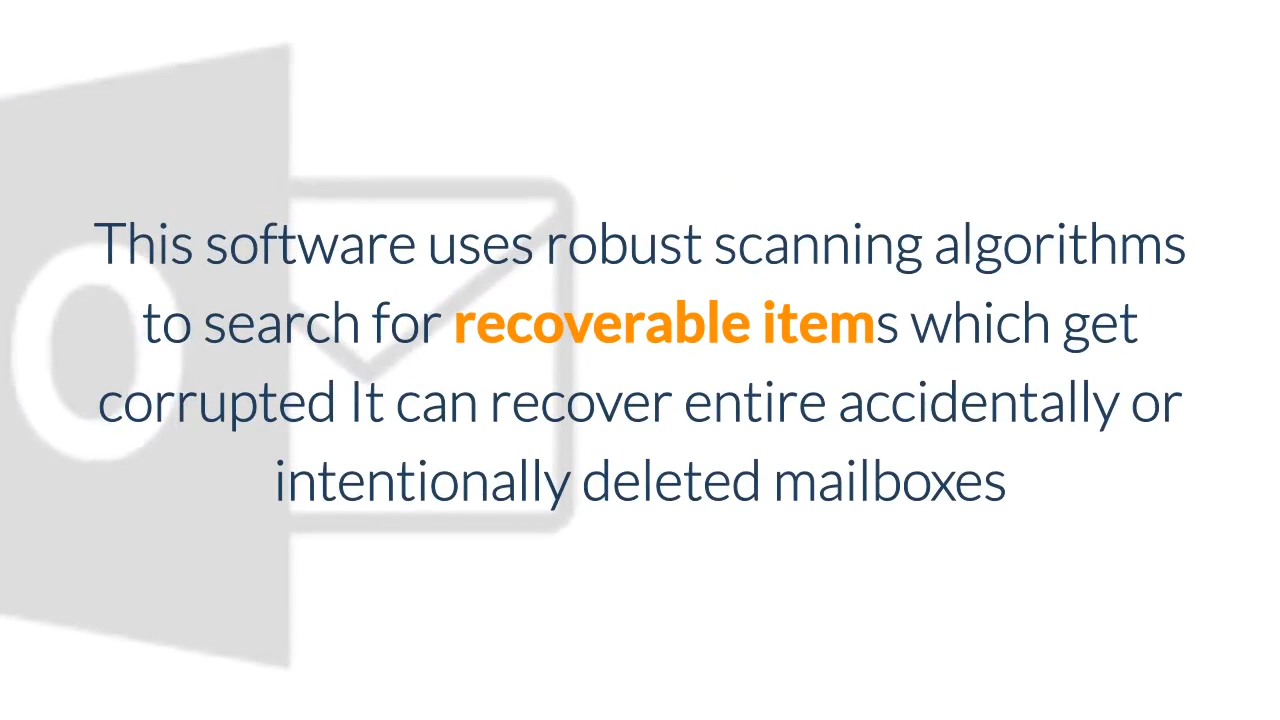 This software uses robust scanning algorithms
to search for recoverable items which get
corrupted It can recover entire accidentally or
intentionally deleted mailboxes